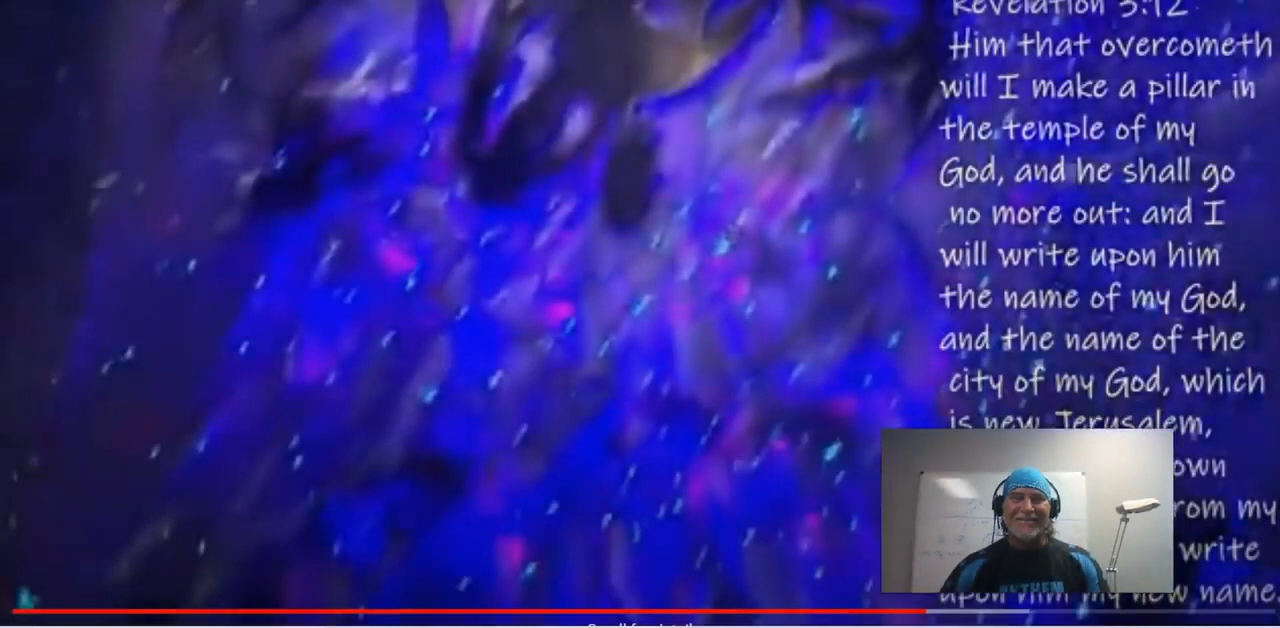 Revelation 3:12
Him that overcometh
will I make a pillar in
the temple of my
God, and he shall go
no more out: and I
will write upon him
the name of my God,
and the name of the
city of my God, which
is new Jerusalem,
own
rom my
write
upon him my new name.
ANTHEM